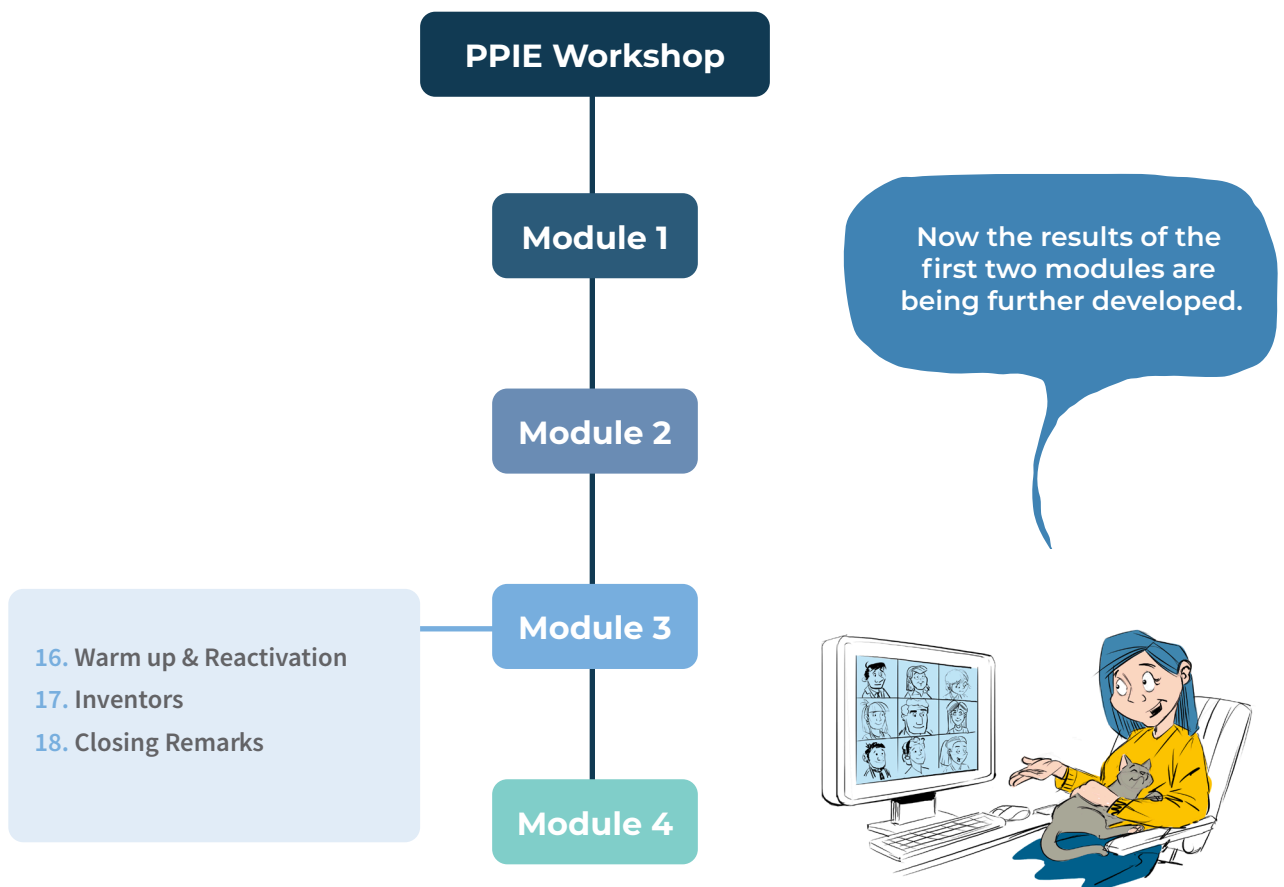 PPIE Workshop
Module 1
Now the results of the
first two modules are
being further developed.
Module 2
Module 3
16. Warm up & Reactivation
17. Inventors
18. Closing Remarks
Module 4